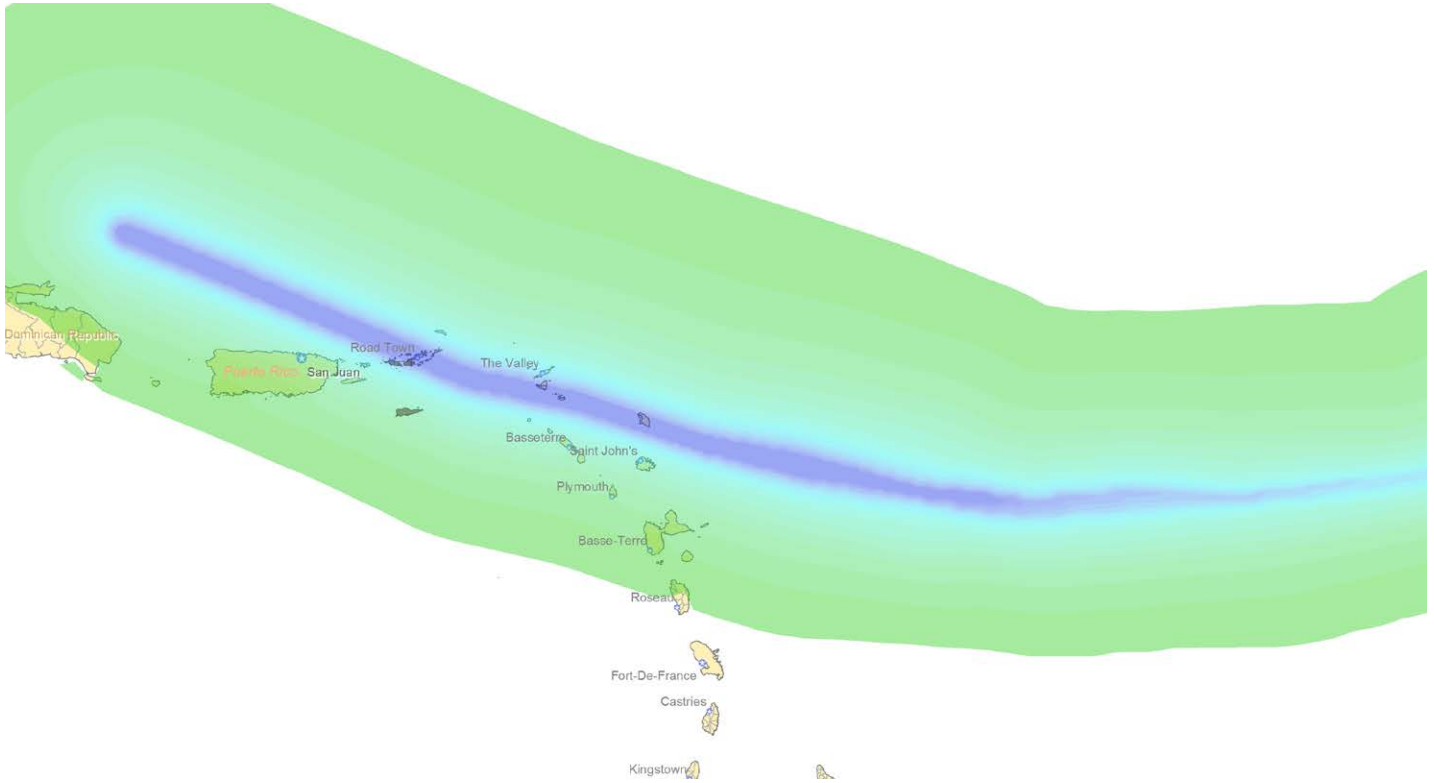 Dominican Republic
Road Town
The Valley
Puerto Rico
San Juan
Basseterre
Saint John's
Plymouth
Basse-Terre
Roseau
Fort-De-France
Castries
Kingstown